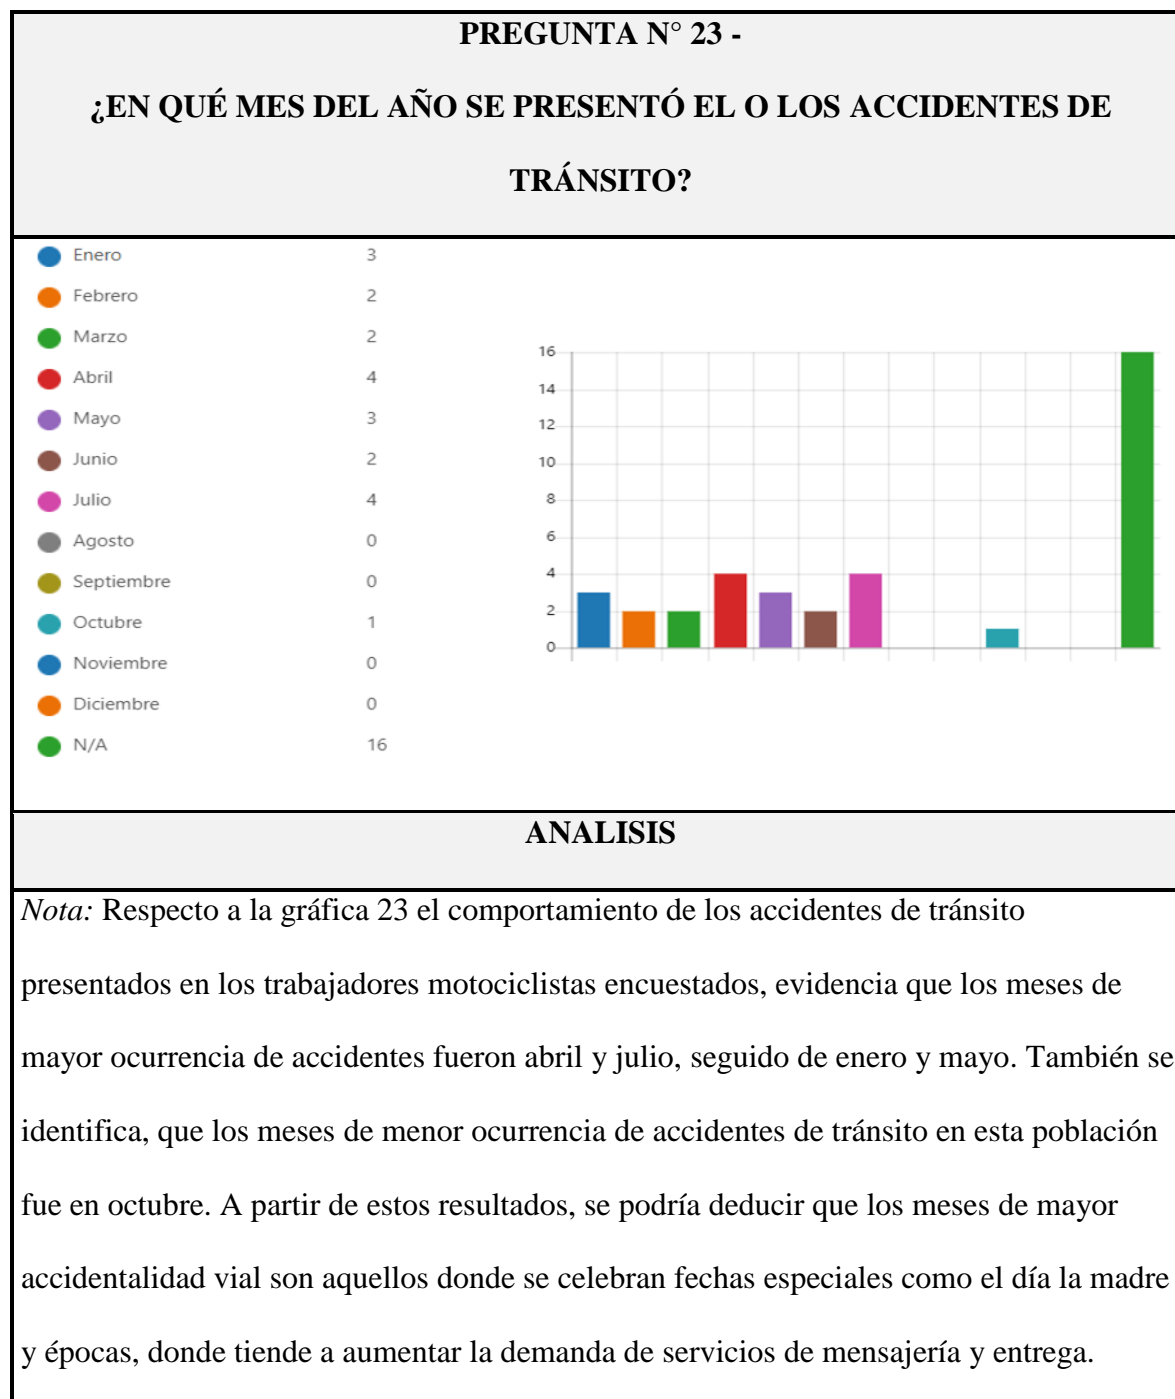 PREGUNTA N° 23 -
¿EN QUÉ MES DEL AÑO SE PRESENTÓ EL O LOS ACCIDENTES DE
TRÁNSITO?
Enero 3
Febrero 2
Marzo 2
Abril 4
Mayo 3
Junio 2
Julio 4
Agosto 0
Septiembre 0
Octubre 1
Noviembre 0
Diciembre 0
N/A 16
16
14
12
10
8
6
4
2
0
ANALISIS
Nota: Respecto a la gráfica 23 el comportamiento de los accidentes de tránsito
presentados en los trabajadores motociclistas encuestados, evidencia que los meses de
mayor ocurrencia de accidentes fueron abril y julio, seguido de enero y mayo. También se
identifica, que los meses de menor ocurrencia de accidentes de tránsito en esta población
fue en octubre. A partir de estos resultados, se podría deducir que los meses de mayor
accidentalidad vial son aquellos donde se celebran fechas especiales como el día la madre
y épocas, donde tiende a aumentar la demanda de servicios de mensajería y entrega.